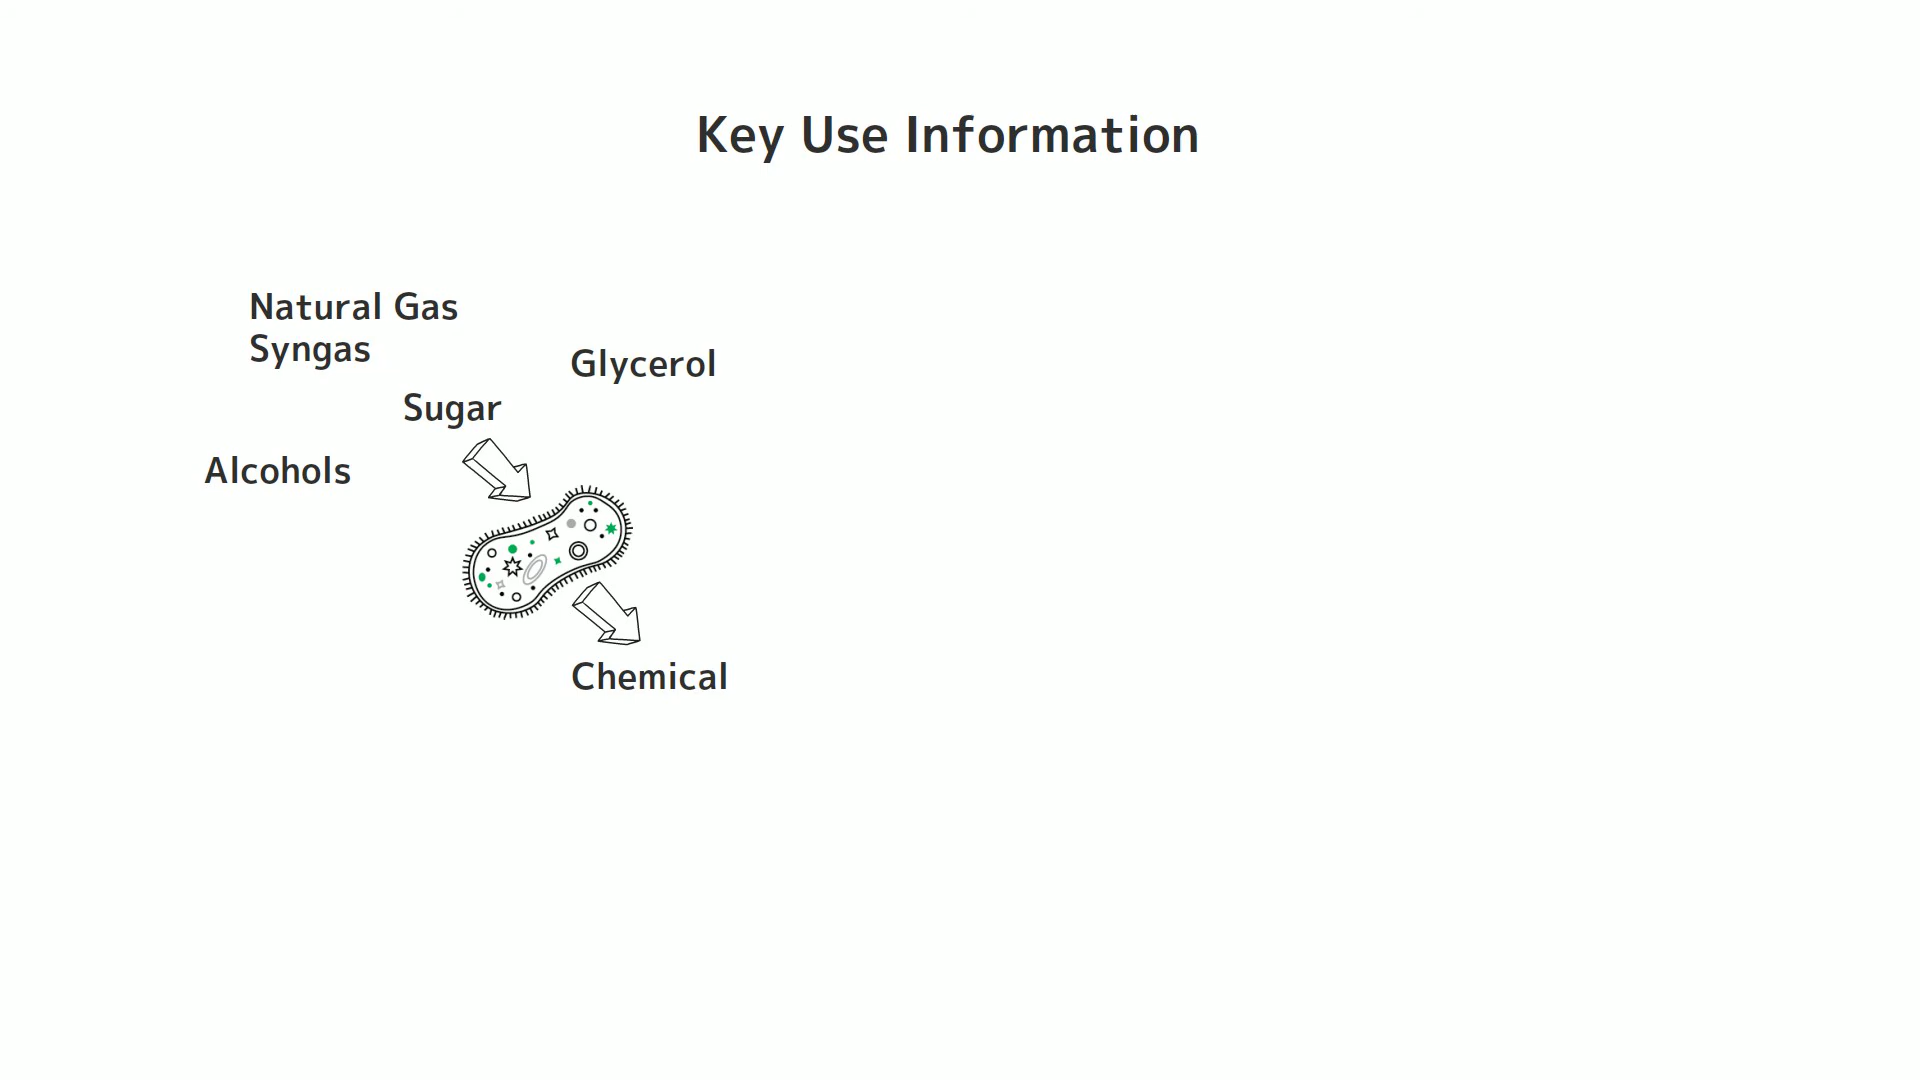 Key Use Information
Natural Gas
Syngas
Glycerol
Sugar
Alcohols
Chemical